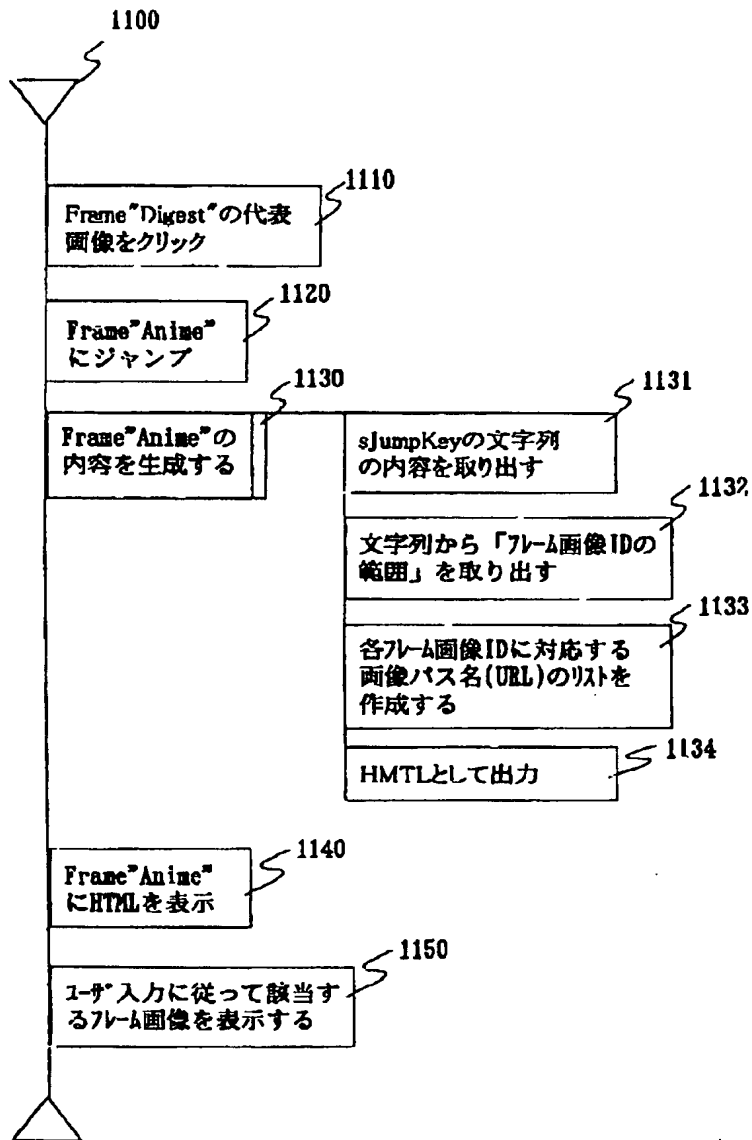 1100
1110
Frame"Digest"の代表
画像をクリック
1120
Frame"Anime"
にジャンプ
1130
Frame"Anime"の
内容を生成する
1131
sJumpKeyの文字列
の内容を取り出す
1132
文字列から「ﾌﾚｰﾑ画像IDの
範囲」を取り出す
1133
各ﾌﾚｰﾑ画像IDに対応する
画像パス名(URL)のﾘｽﾄを
作成する
1134
HMTLとして出力
1140
Frame"Anime"
にHTMLを表示
1150
ﾕｰｻﾞ入力に従って該当す
るﾌﾚｰﾑ画像を表示する